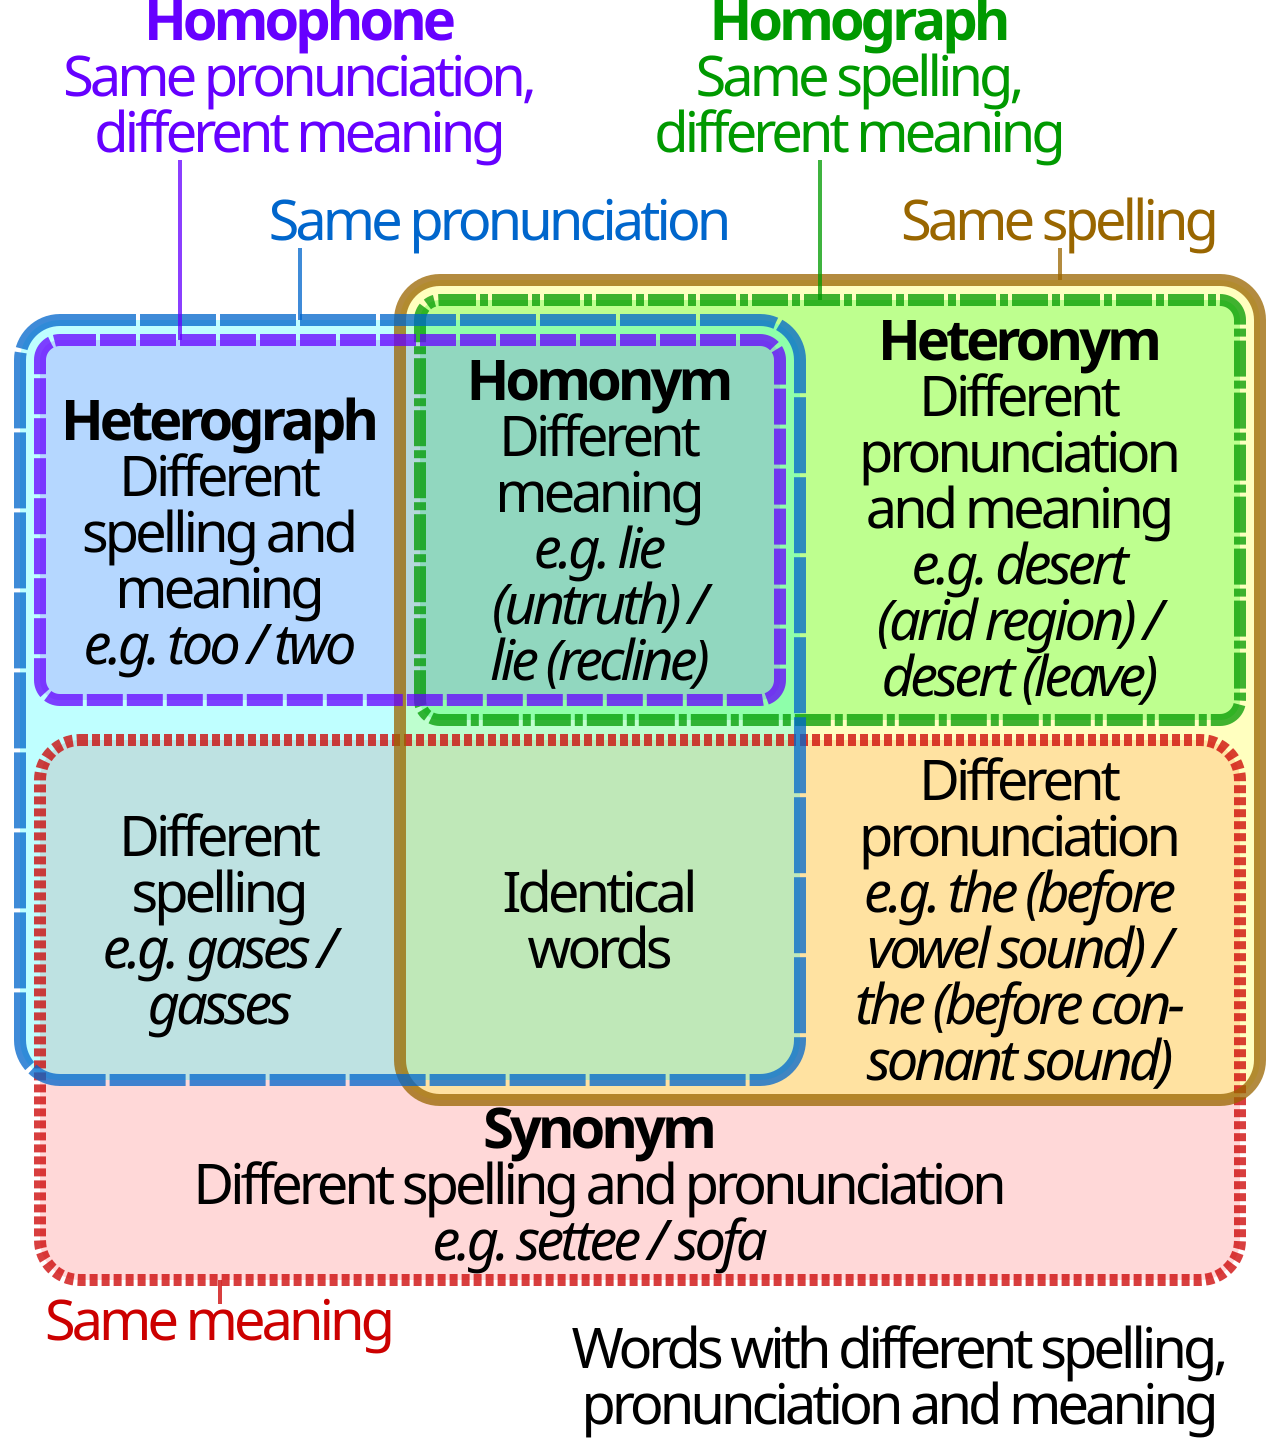 Homophone
Same pronunciation,
different meaning
Homograph
Same spelling,
different meaning
Same pronunciation
Same spelling
Heterograph
Different
spelling and
meaning
e.g. too / two
Homonym
Different
meaning
e.g. lie
(untruth) /
lie (recline)
Heteronym
Different
pronunciation
and meaning
e.g. desert
(arid region) /
desert (leave)
Different
spelling
e.g. gases /
gasses
Identical
words
Different
pronunciation
e.g. the (before
vowel sound) /
the (before con-
sonant sound)
Synonym
Different spelling and pronunciation
e.g. settee / sofa
Same meaning
Words with different spelling,
pronunciation and meaning